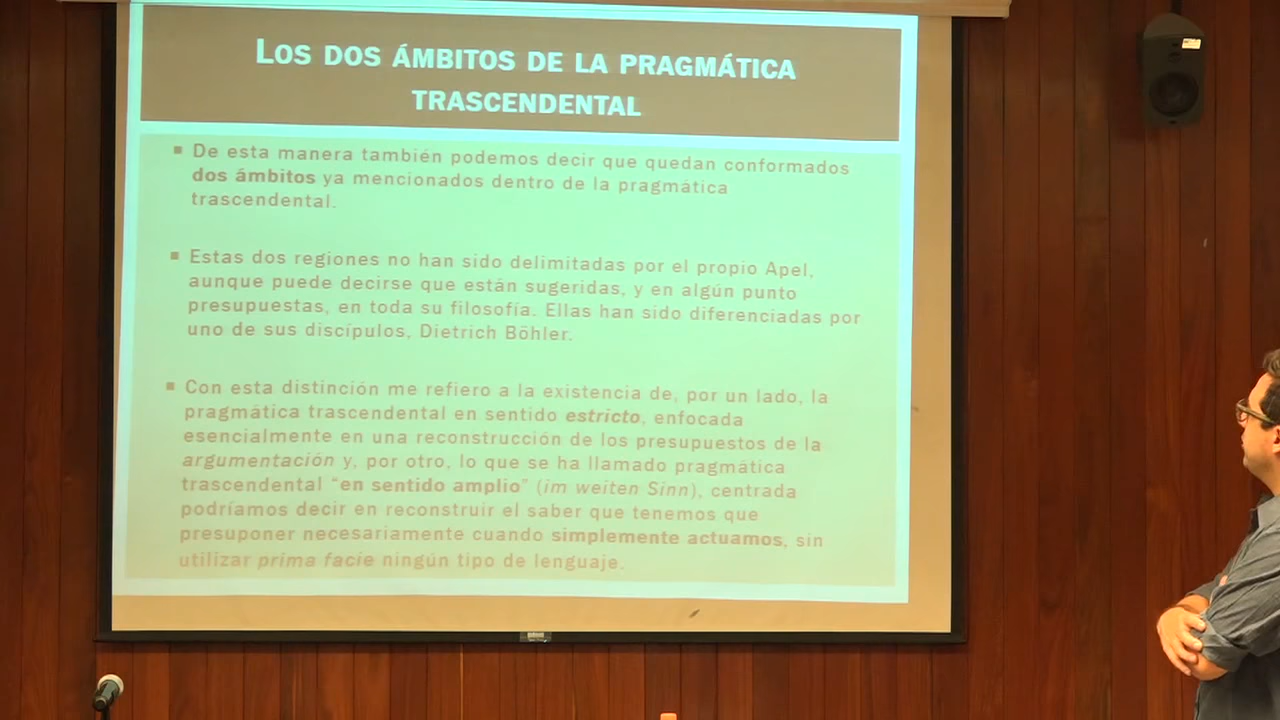 LOS DOS ÁMBITOS DE LA PRAGMÁTICA
TRASCENDENTAL
▪ De esta manera también podemos decir que quedan conformados
dos ámbitos ya mencionados dentro de la pragmática
trascendental.
▪ Estas dos regiones no han sido delimitadas por el propio Apel,
aunque puede decirse que están sugeridas, y en algún punto
presupuestas, en toda su filosofía. Ellas han sido diferenciadas por
uno de sus discípulos, Dietrich Böhler.
▪ Con esta distinción me refiero a la existencia de, por un lado, la
pragmática trascendental en sentido estricto, enfocada
esencialmente en una reconstrucción de los presupuestos de la
argumentación y, por otro, lo que se ha llamado pragmática
trascendental “en sentido amplio” (im weiten Sinn), centrada
podríamos decir en reconstruir el saber que tenemos que
presuponer necesariamente cuando simplemente actuamos, sin
utilizar prima facie ningún tipo de lenguaje.